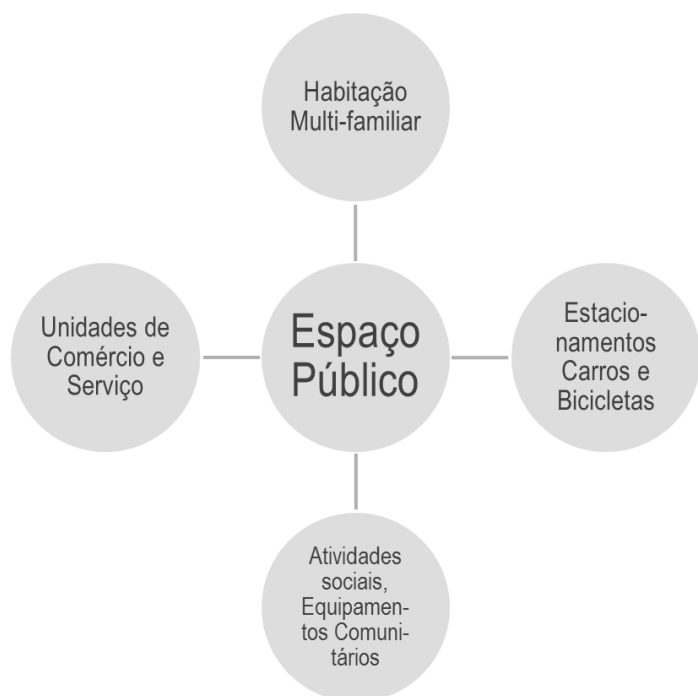 Habitação
Multi-familiar
Unidades de
Comércio e
Serviço
Espaço
Público
Estacio-
namentos
Carros e
Bicicletas
Atividades
sociais,
Equipamen-
tos Comuni-
tários